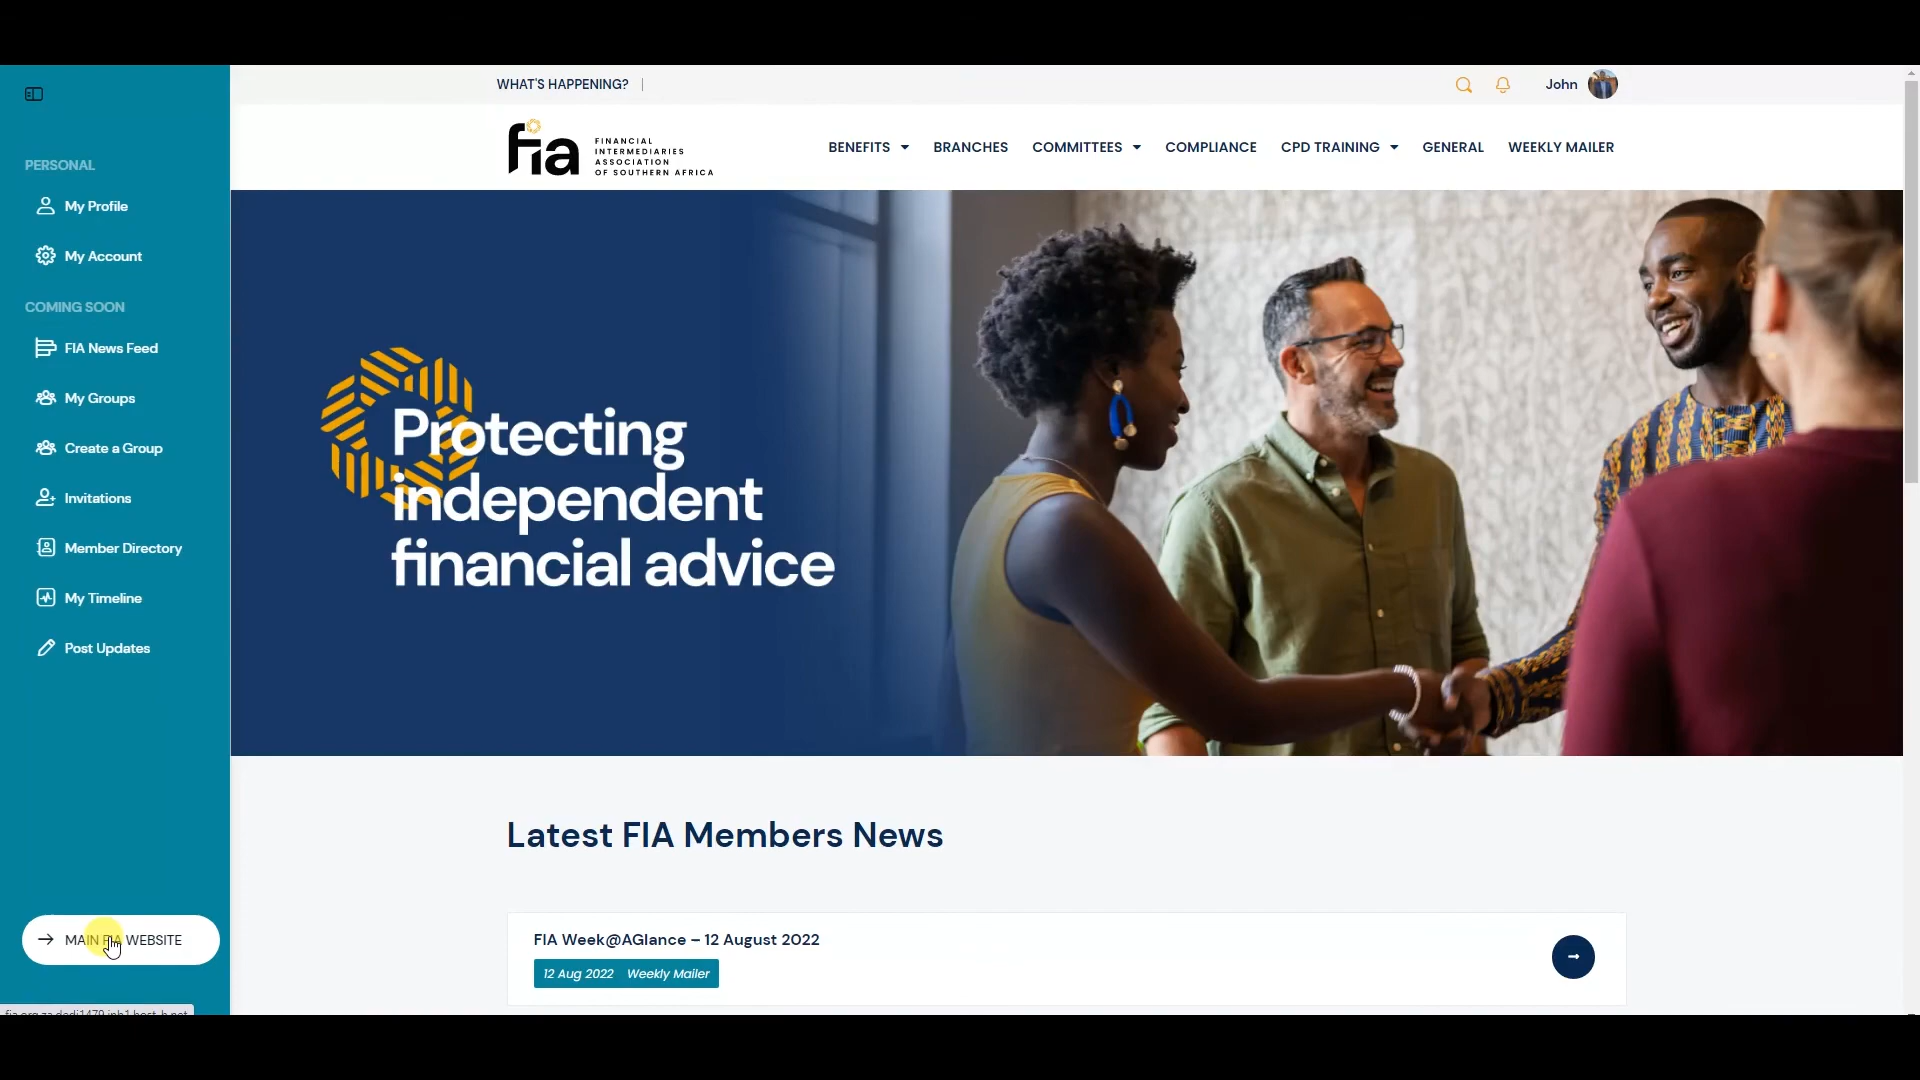 WHAT'S HAPPENING?
John
PERSONAL
My Profile
My Account
COMING SOON
FIA News Feed
My Groups
Create a Group
Invitations
Member Directory
My Timeline
Post Updates
MAIN FIA WEBSITE
fia
FINANCIAL
INTERMEDIARIES
ASSOCIATION
OF SOUTHERN AFRICA
BENEFITS BRANCHES COMMITTEES COMPLIANCE CPD TRAINING GENERAL WEEKLY MAILER
Protecting
independent
financial advice
Latest FIA Members News
FIA Week@AGlance – 12 August 2022
12 Aug 2022 Weekly Mailer